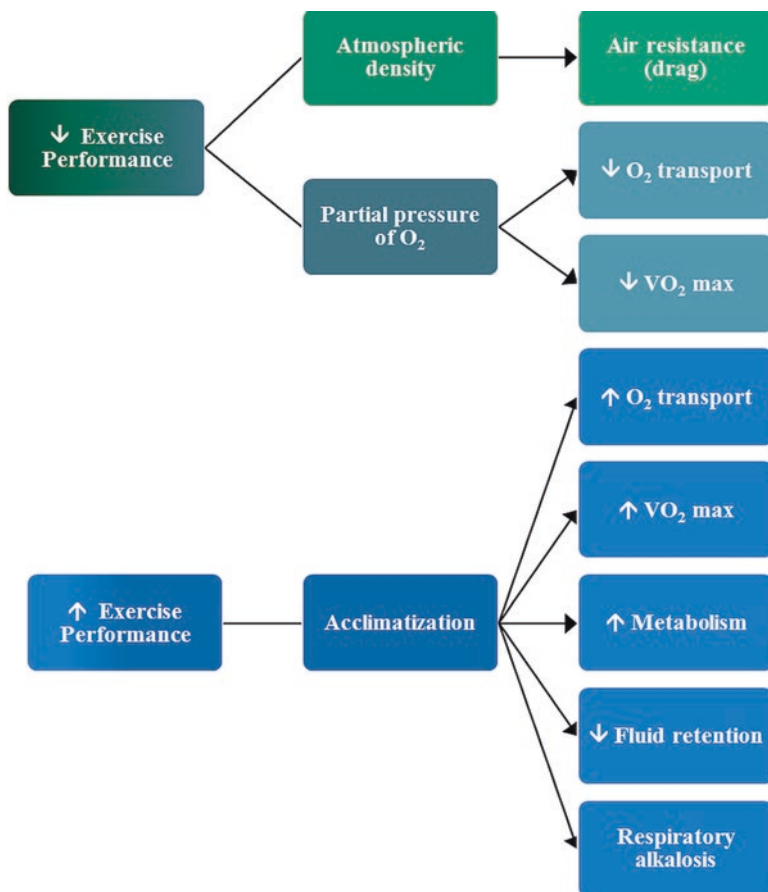 Atmospheric
density
Air resistance
(drag)
↓ Exercise
Performance
Partial pressure
of O₂
↓ O₂ transport
↓ VO₂ max
↑ O₂ transport
↑ VO₂ max
↑ Exercise
Performance
Acclimatization
↑ Metabolism
↓ Fluid retention
Respiratory
alkalosis